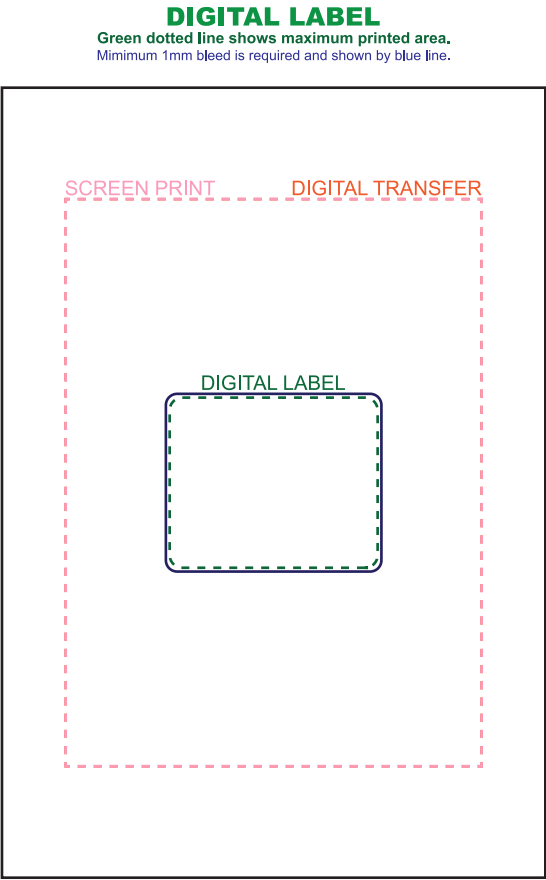 DIGITAL LABEL
Green dotted line shows maximum printed area.
Mimimum 1mm bleed is required and shown by blue line.
SCREEN PRINT DIGITAL TRANSFER
DIGITAL LABEL